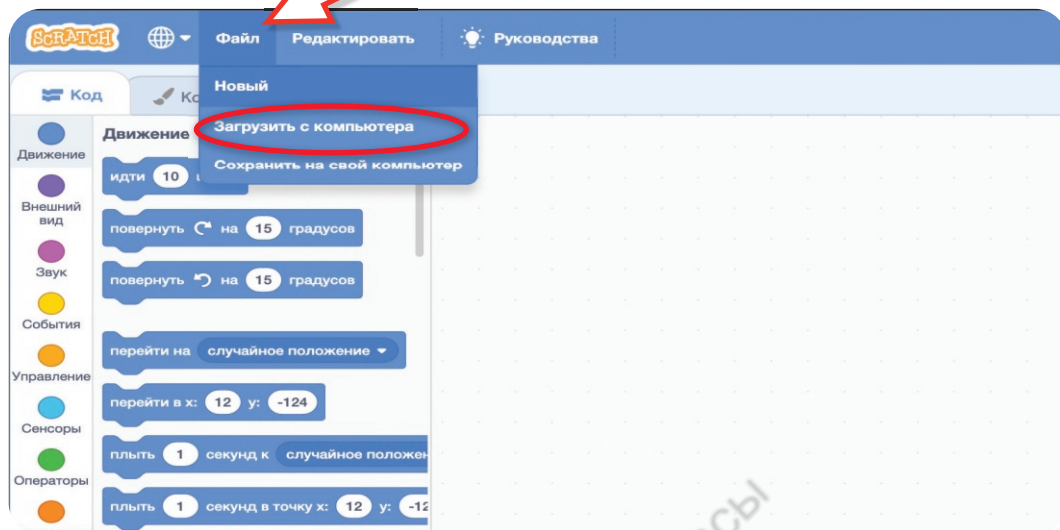 SCRATCH Файл Редактировать Руководства
Код
Новый
Загрузить с компьютера
Сохранить на свой компьютер
Движение
Движение
идти 10
Внешний вид
повернуть на 15 градусов
Звук
повернуть на 15 градусов
События
перейти на случайное положение
Управление
перейти в x: 12 y: -124
Сенсоры
плыть 1 секунд к случайное
Операторы
плыть 1 секунд в точку x: 12 y: